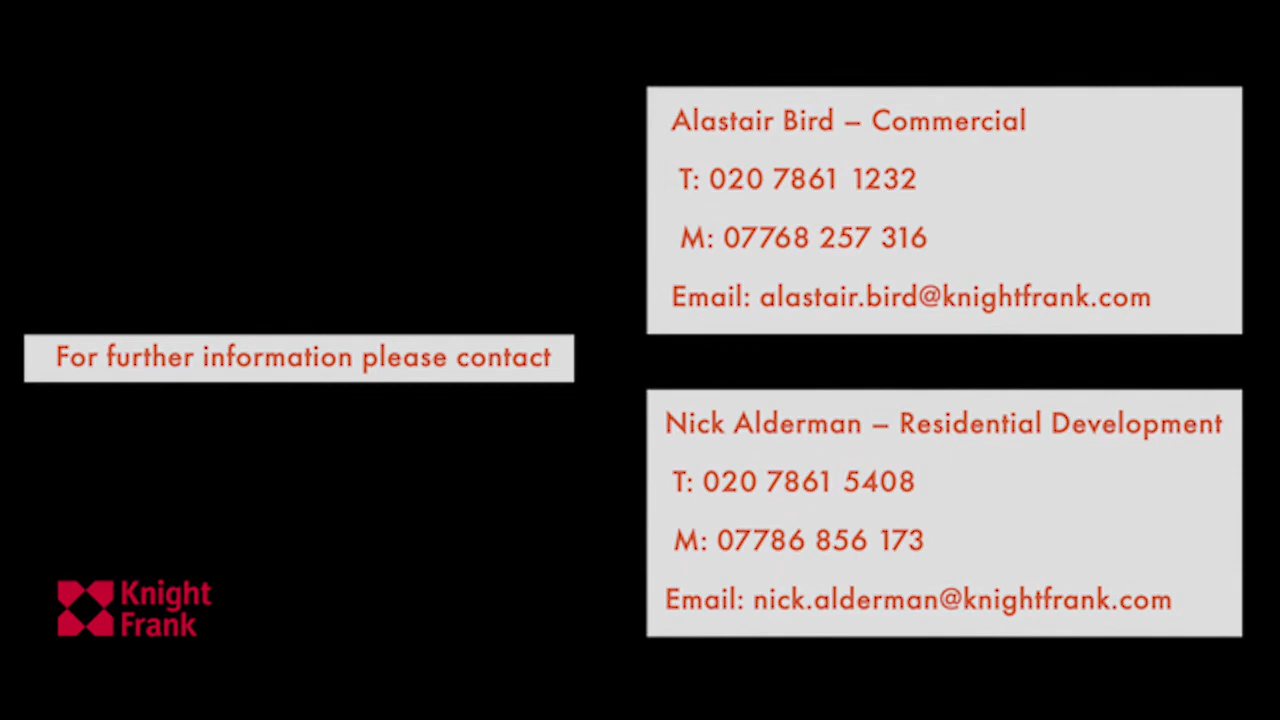 For further information please contact
Alastair Bird – Commercial
T: 020 7861 1232
M: 07768 257 316
Email: alastair.bird@knightfrank.com
Nick Alderman – Residential Development
T: 020 7861 5408
M: 07786 856 173
Email: nick.alderman@knightfrank.com
Knight
Frank